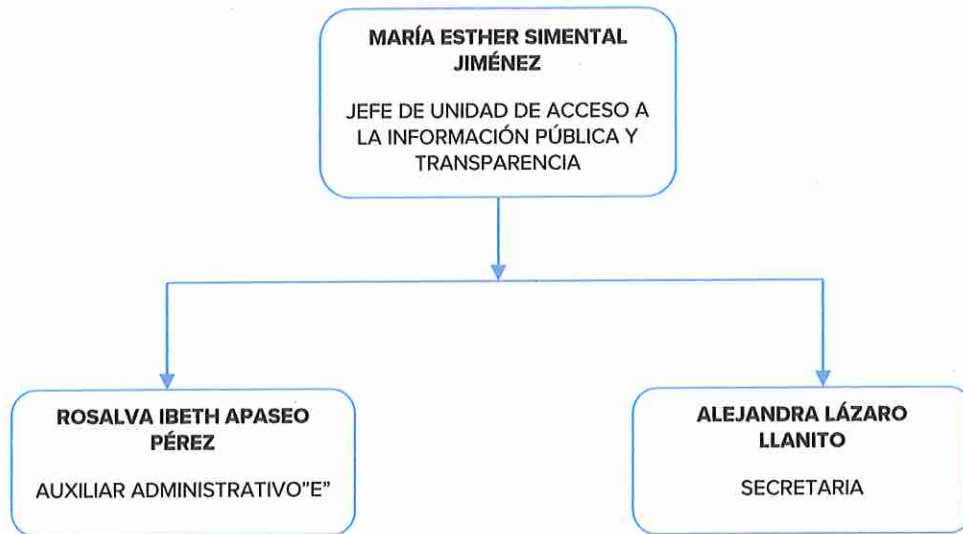 MARÍA ESTHER SIMENTAL
JIMÉNEZ
JEFE DE UNIDAD DE ACCESO A
LA INFORMACIÓN PÚBLICA Y
TRANSPARENCIA
ROSALVA IBETH APASEO
PÉREZ
AUXILIAR ADMINISTRATIVO"E"
ALEJANDRA LÁZARO
LLANITO
SECRETARIA